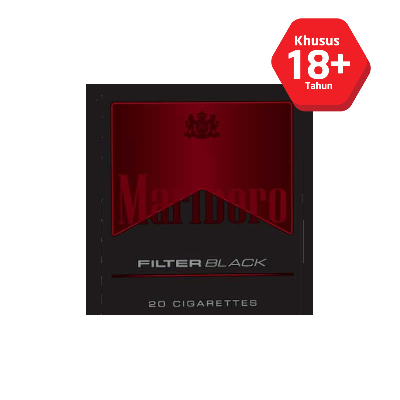 Khusus
18+
Tahun
Marlboro
FILTER BLACK
20 CIGARETTES